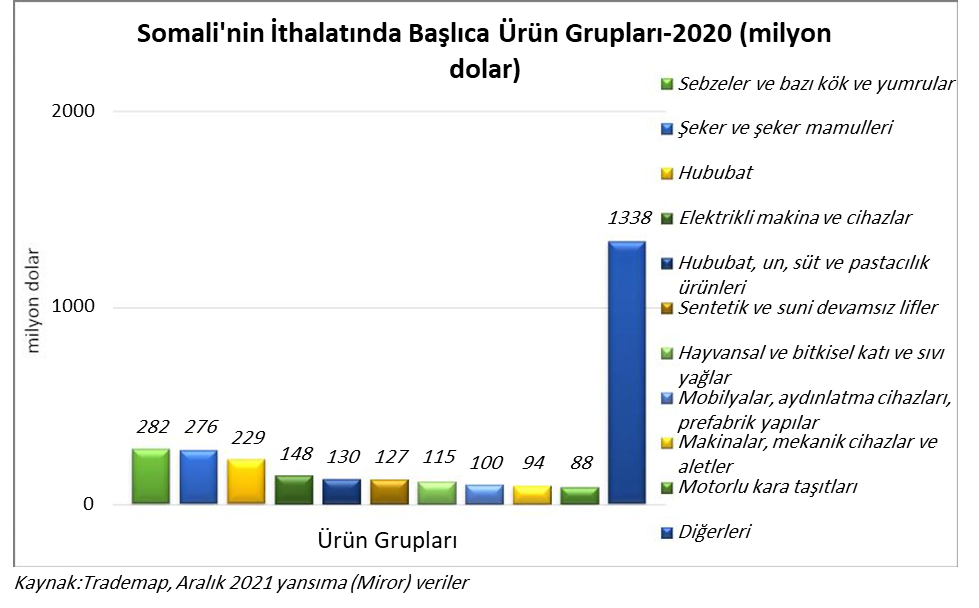 Somali'nin İthalatında Başlıca Ürün Grupları-2020 (milyon
dolar)
2000
1000
0
milyon dolar
282
276
229
148
130
127
115
100
94
88
1338
Ürün Grupları
Sebzeler ve bazı kök ve yumrular
Şeker ve şeker mamulleri
Hububat
Elektrikli makina ve cihazlar
Hububat, un, süt ve pastacılık
ürünleri
Sentetik ve suni devamsız lifler
Hayvansal ve bitkisel katı ve sıvı
yağlar
Mobilyalar, aydınlatma cihazları,
prefabrik yapılar
Makinalar, mekanik cihazlar ve
aletler
Motorlu kara taşıtları
Diğerleri
Kaynak:Trademap, Aralık 2021 yansıma (Miror) veriler